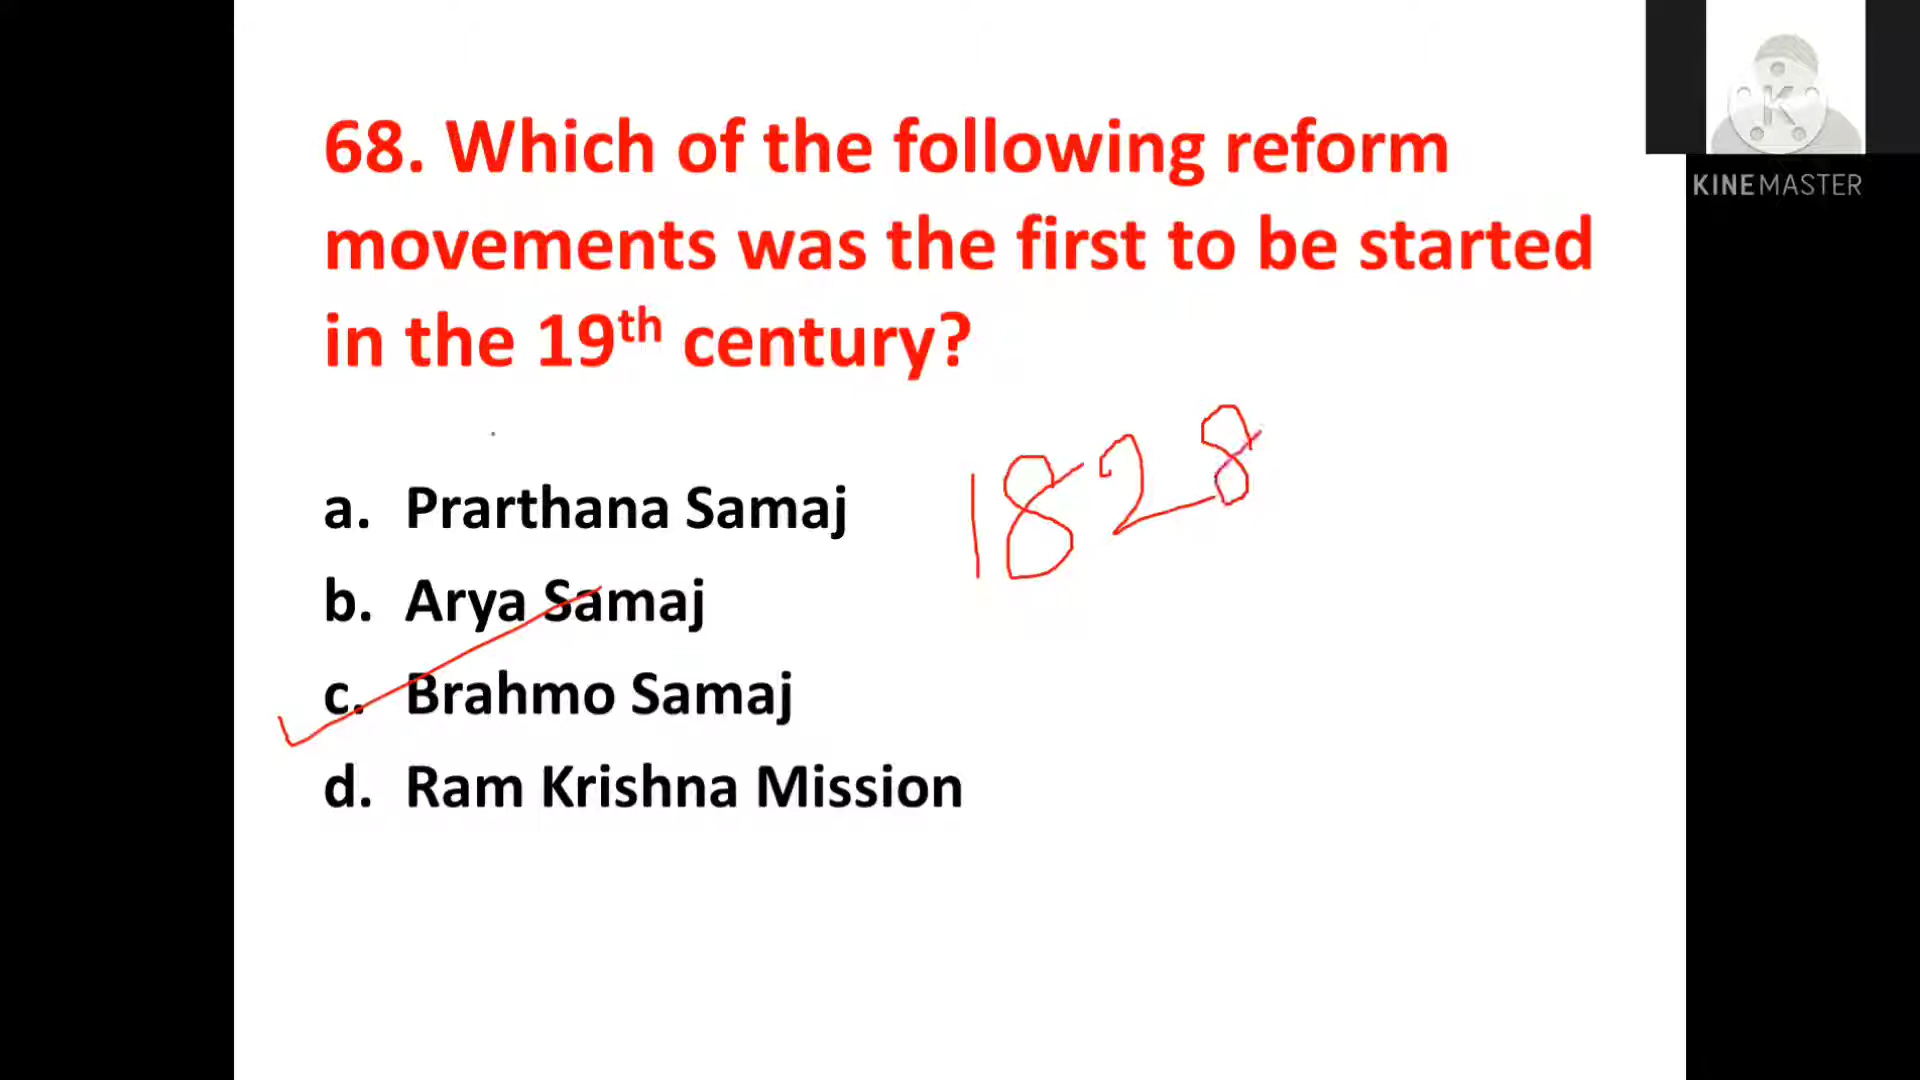 68. Which of the following reform
movements was the first to be started
in the 19th century?
1828
a. Prarthana Samaj
b. Arya Samaj
c. Brahmo Samaj
d. Ram Krishna Mission
K
KINEMASTER